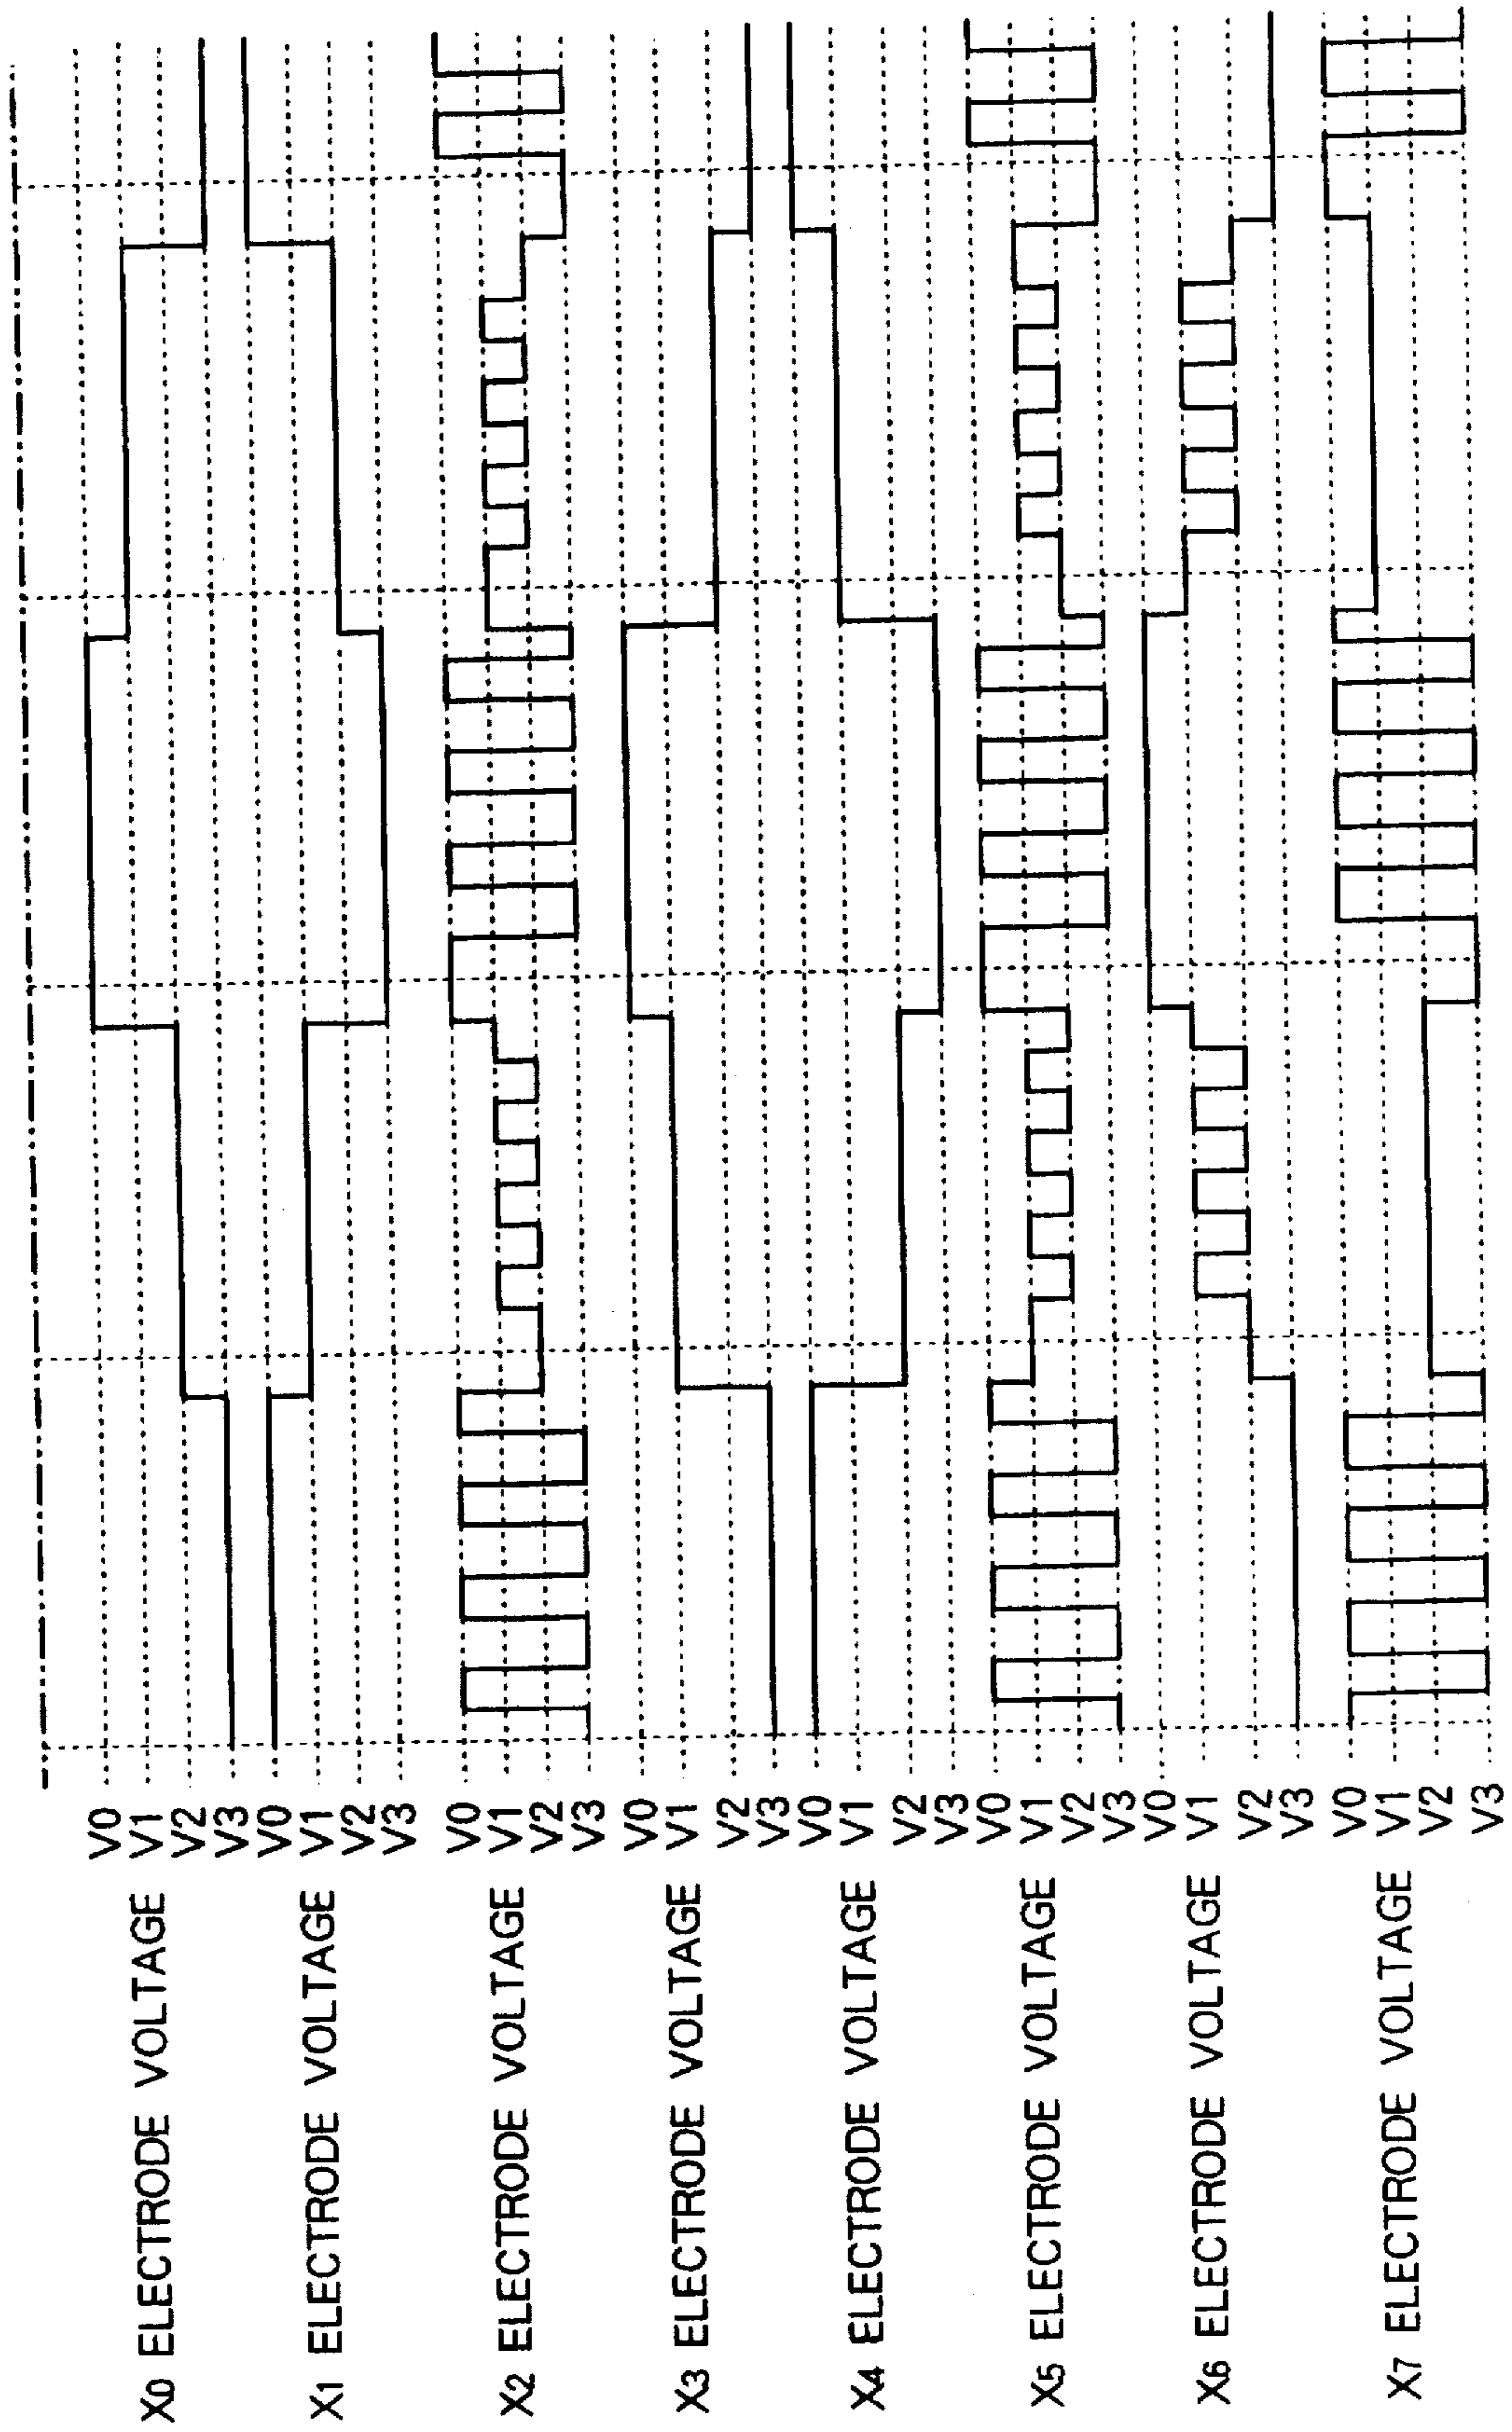 X0 ELECTRODE VOLTAGE
V0
V1
V2
V3
X1 ELECTRODE VOLTAGE
V0
V1
V2
V3
X2 ELECTRODE VOLTAGE
V0
V1
V2
V3
X3 ELECTRODE VOLTAGE
V0
V1
V2
V3
X4 ELECTRODE VOLTAGE
V0
V1
V2
V3
X5 ELECTRODE VOLTAGE
V0
V1
V2
V3
X6 ELECTRODE VOLTAGE
V0
V1
V2
V3
X7 ELECTRODE VOLTAGE
V0
V1
V2
V3